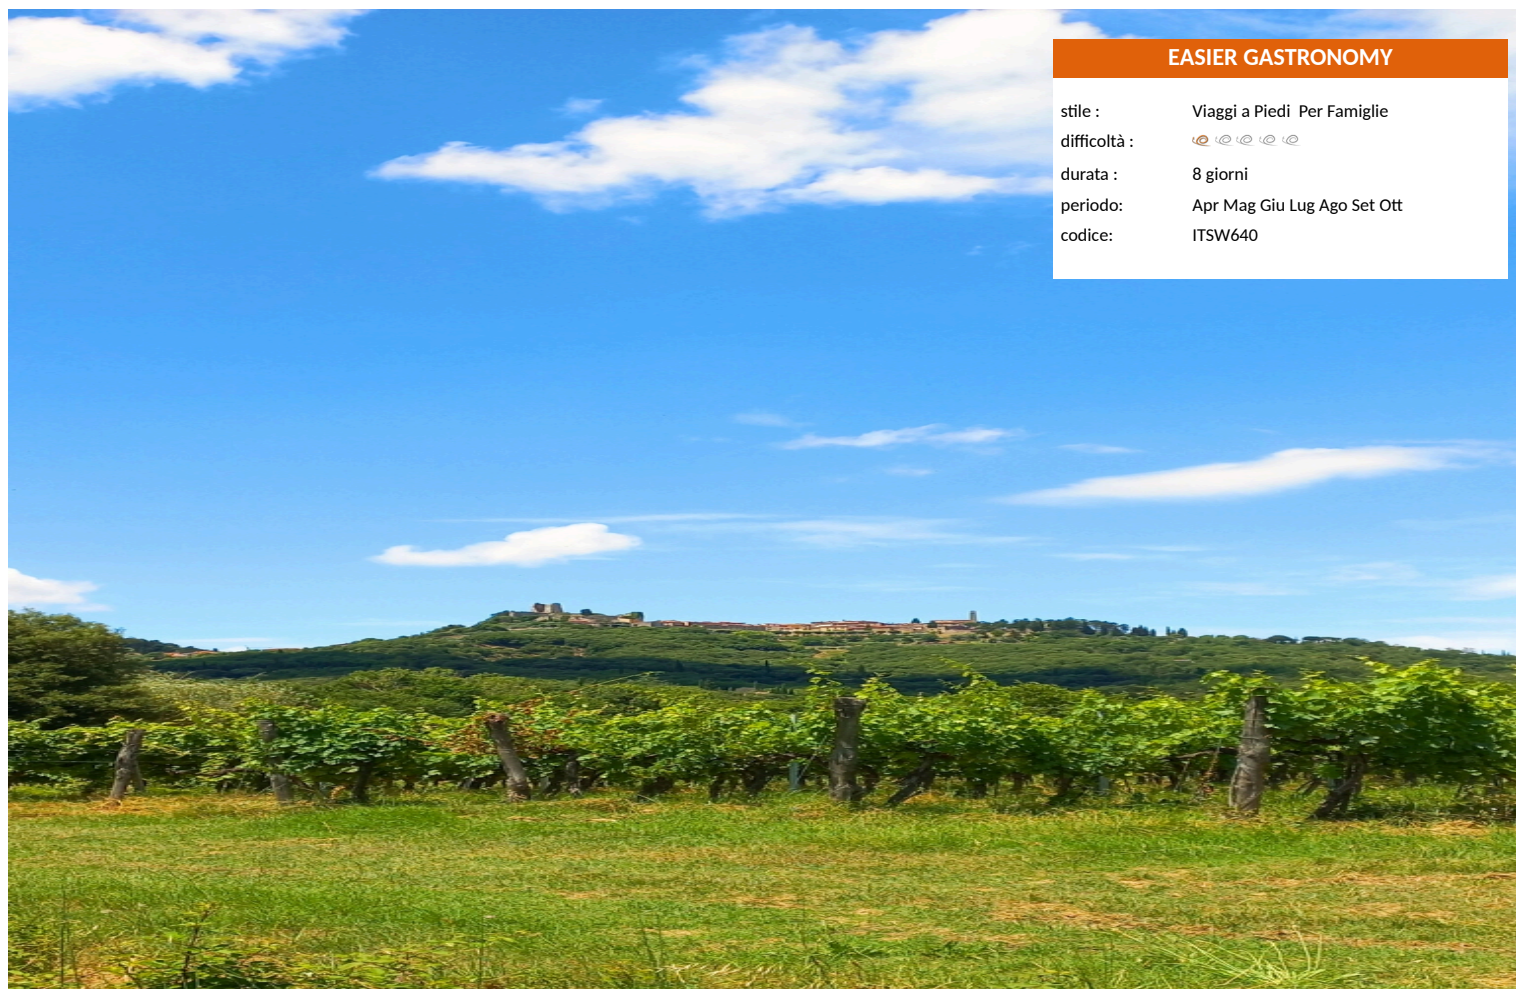 EASIER GASTRONOMY
stile : Viaggi a Piedi  Per Famiglie
difficoltà :
durata : 8 giorni
periodo: Apr Mag Giu Lug Ago Set Ott
codice: ITSW640